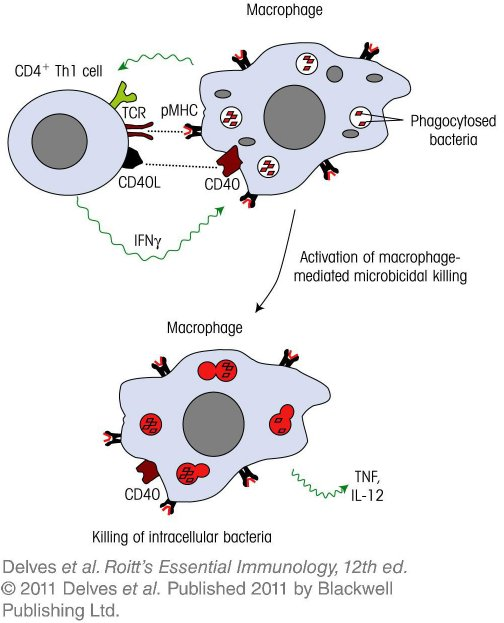 Macrophage
CD4+ Th1 cell
TCR
pMHC
Phagocytosed
bacteria
CD40L
CD40
IFNγ
Activation of macrophage-
mediated microbicidal killing
Macrophage
CD40
TNF,
IL-12
Killing of intracellular bacteria
Delves et al. Roitt's Essential Immunology, 12th ed.
© 2011 Delves et al. Published 2011 by Blackwell
Publishing Ltd.